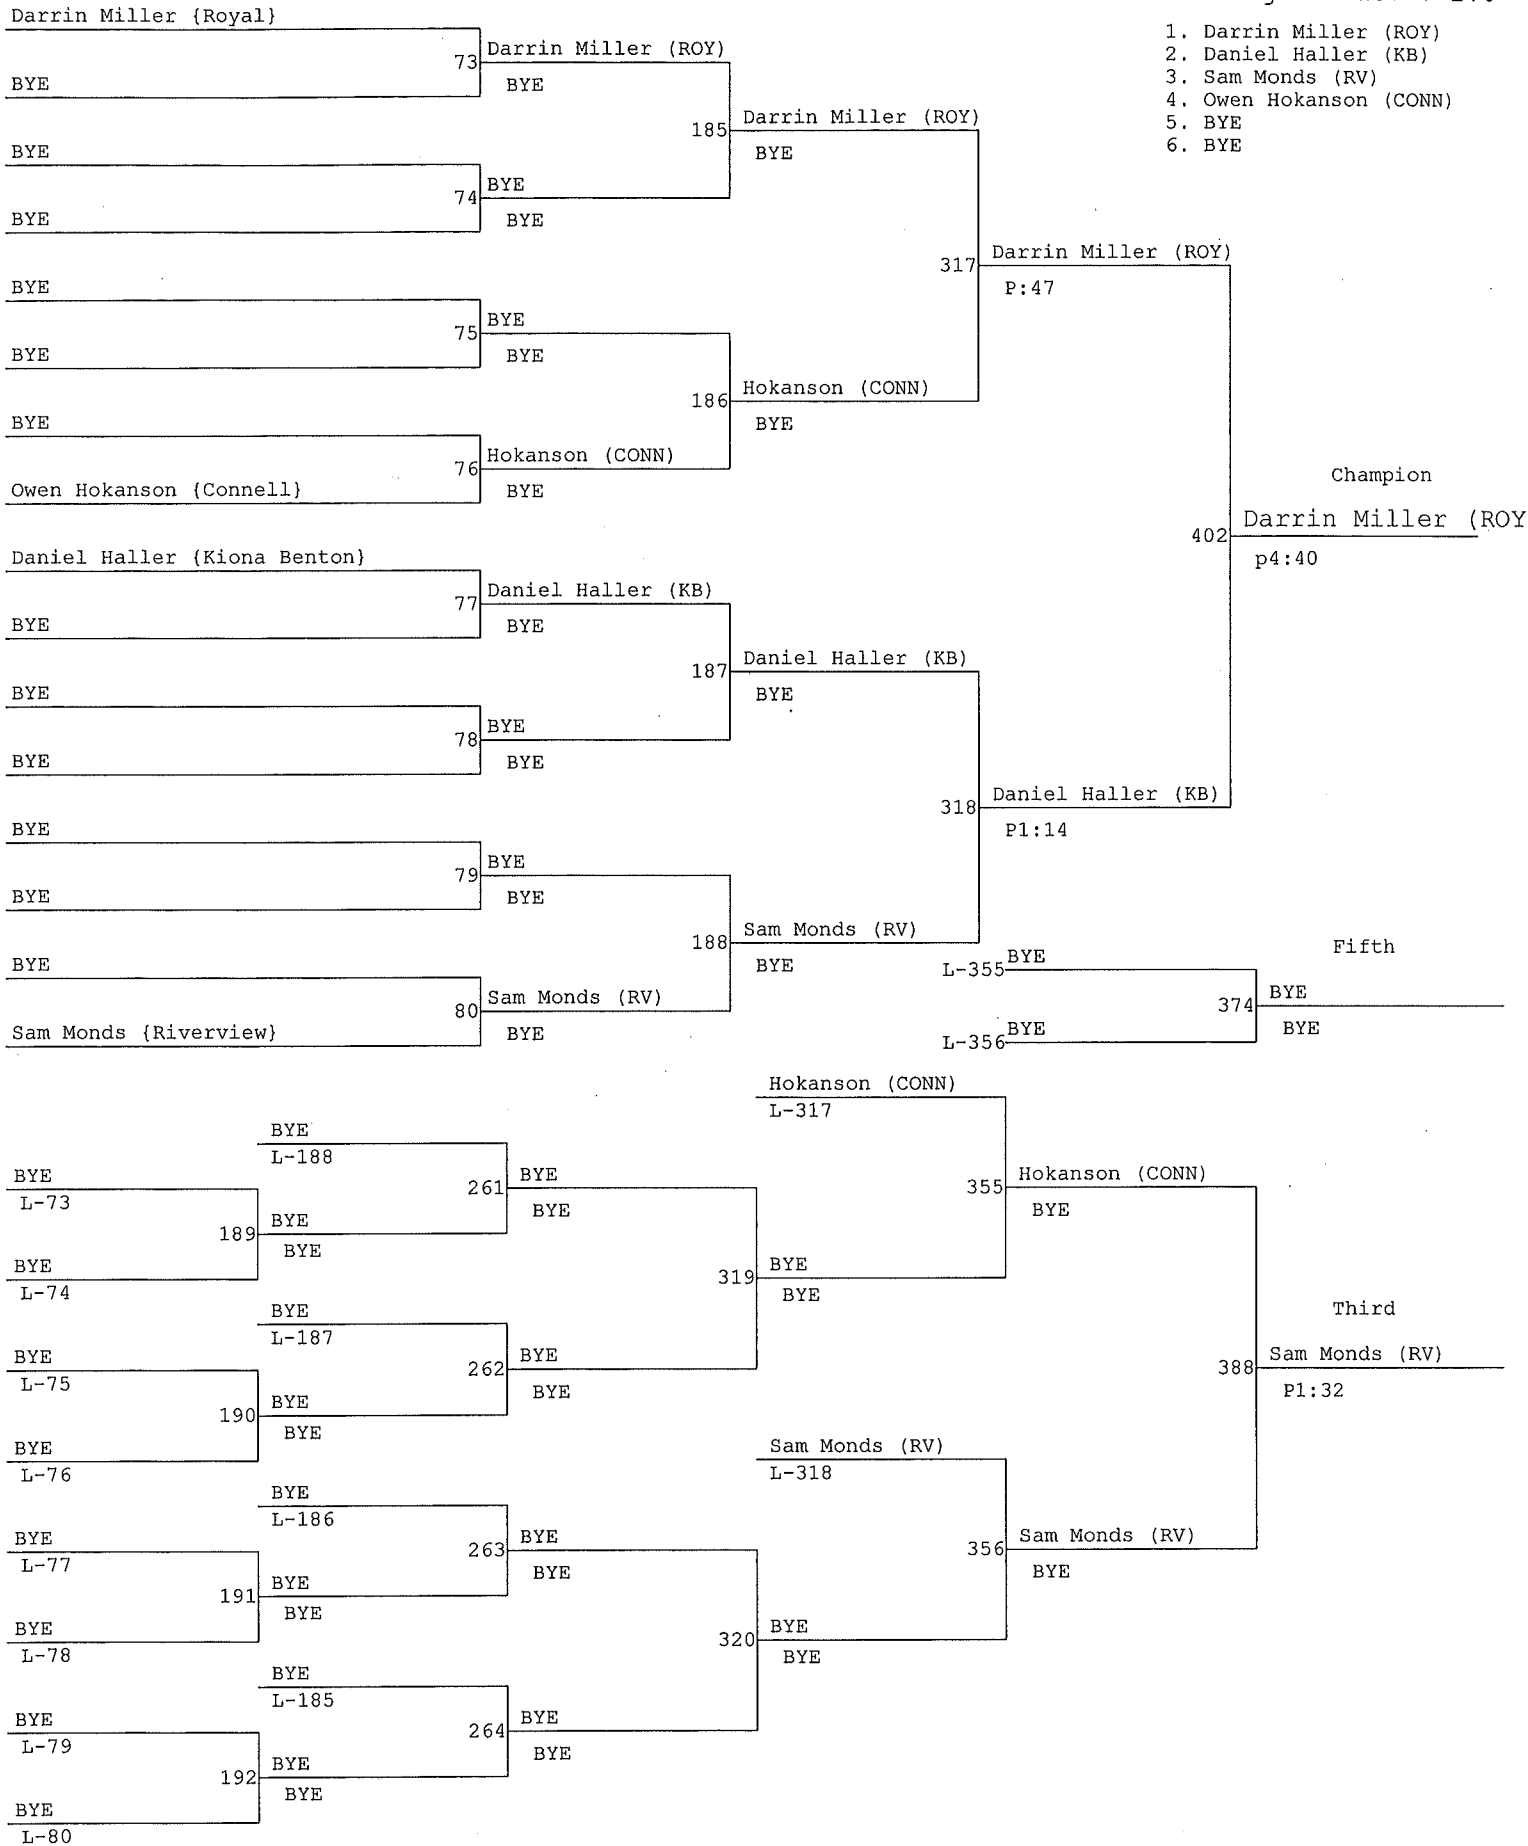 1. Darrin Miller (ROY)
2. Daniel Haller (KB)
3. Sam Monds (RV)
4. Owen Hokanson (CONN)
5. BYE
6. BYE
Darrin Miller {Royal}
73
BYE
Darrin Miller (ROY)
BYE
BYE
74
BYE
BYE
BYE
185
Darrin Miller (ROY)
BYE
BYE
75
BYE
BYE
BYE
BYE
76
Owen Hokanson {Connell}
Hokanson (CONN)
BYE
186
Hokanson (CONN)
BYE
317
Darrin Miller (ROY)
P:47
Daniel Haller {Kiona Benton}
77
BYE
Daniel Haller (KB)
BYE
BYE
78
BYE
BYE
BYE
187
Daniel Haller (KB)
BYE
BYE
79
BYE
BYE
BYE
BYE
80
Sam Monds {Riverview}
Sam Monds (RV)
BYE
188
Sam Monds (RV)
BYE
318
Daniel Haller (KB)
P1:14
Champion
402
Darrin Miller (ROY
p4:40
Fifth
L-355
BYE
L-356
BYE
374
BYE
BYE
Hokanson (CONN)
L-317
BYE
L-188
BYE
L-73
189
BYE
L-74
BYE
BYE
261
BYE
BYE
BYE
L-187
BYE
L-75
190
BYE
L-76
BYE
BYE
262
BYE
BYE
319
BYE
BYE
355
Hokanson (CONN)
BYE
Sam Monds (RV)
L-318
BYE
L-186
BYE
L-77
191
BYE
L-78
BYE
BYE
263
BYE
BYE
BYE
L-185
BYE
L-79
192
BYE
L-80
BYE
BYE
264
BYE
BYE
320
BYE
BYE
356
Sam Monds (RV)
BYE
Third
388
Sam Monds (RV)
P1:32